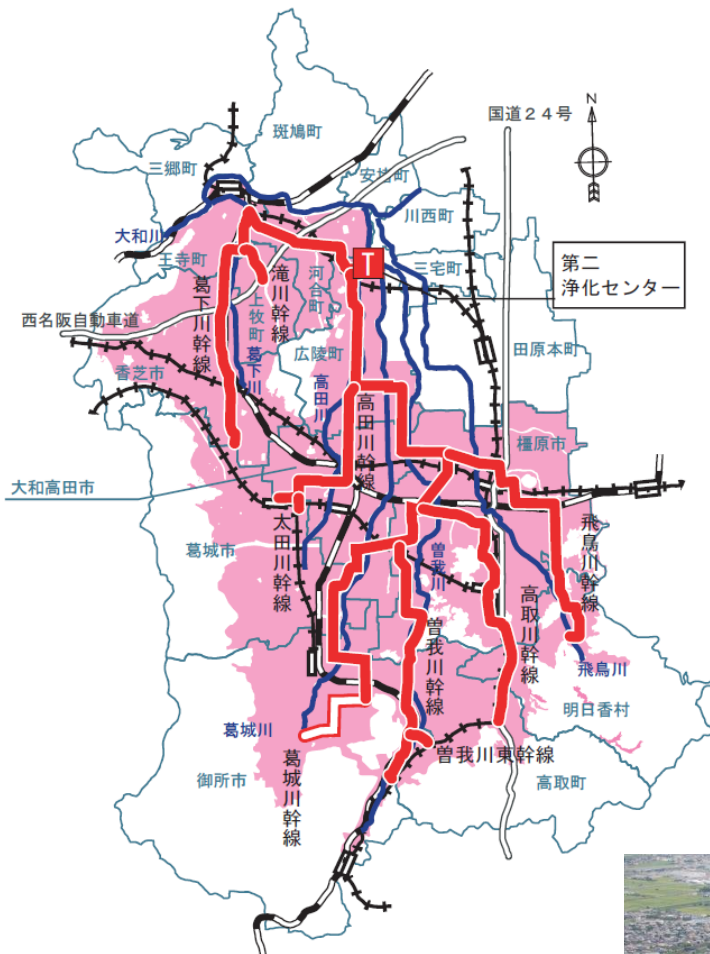 国道24号
N
斑鳩町
三郷町
安堵町
川西町
大和川
王寺町
三宅町
T
第二
浄化センター
滝川幹線
河合町
上牧町
葛下川幹線
西名阪自動車道
広陵町
田原本町
葛下川
香芝市
高田川
高田川幹線
橿原市
大和高田市
太田川幹線
葛城市
曽我川
飛鳥川幹線
高取川幹線
曽我川幹線
飛鳥川
明日香村
葛城川
葛城川幹線
曽我川東幹線
御所市
高取町